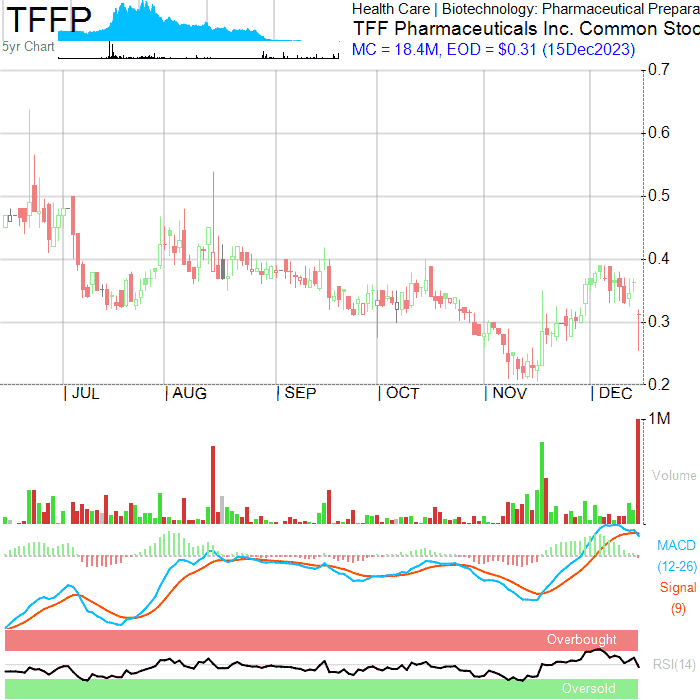 TFFP
5yr Chart
Health Care | Biotechnology: Pharmaceutical Prepara
TFF Pharmaceuticals Inc. Common Stoc
MC = 18.4M, EOD = $0.31 (15Dec2023)
0.7
0.6
0.5
0.4
0.3
0.2
| JUL | AUG | SEP | OCT | NOV | DEC
1M
Volume
MACD
(12-26)
Signal
(9)
Overbought
RSI(14)
Oversold